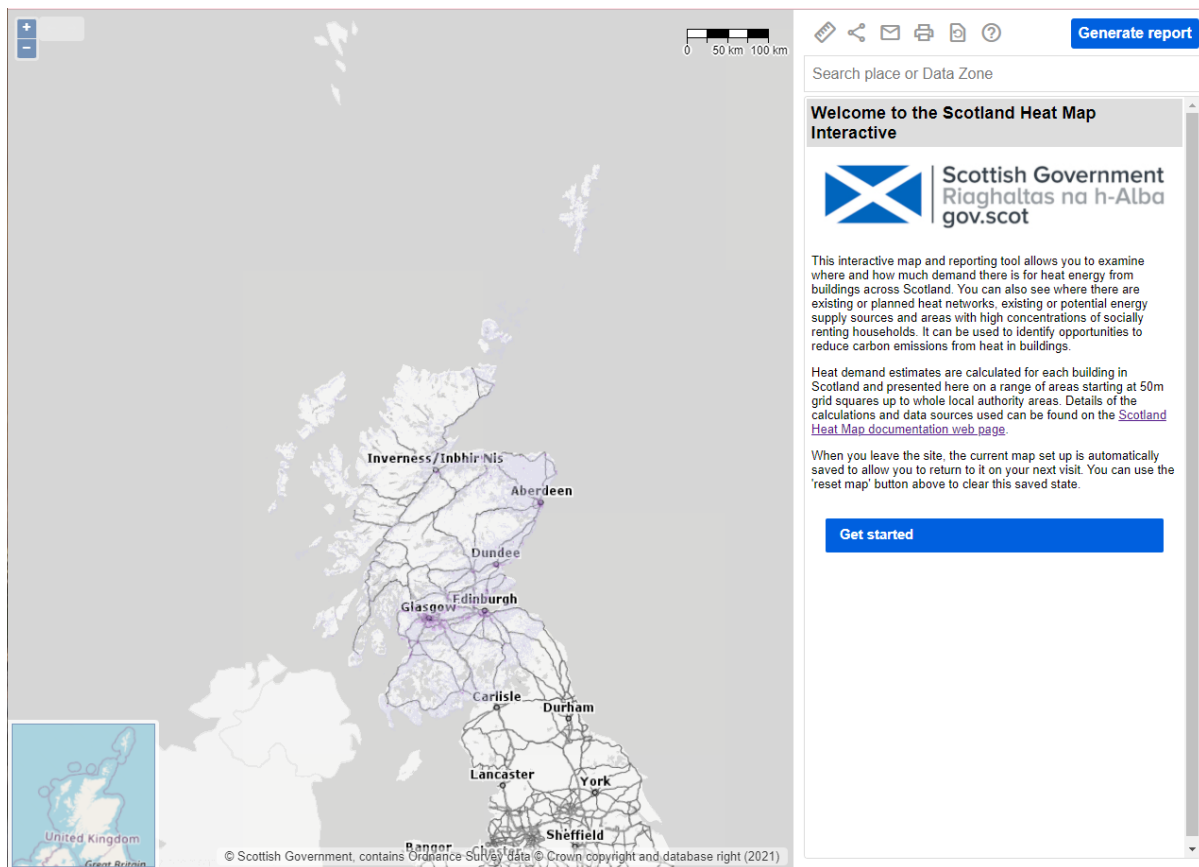 +
−
0 50 km 100 km
Inverness/Inbhir Nis
Aberdeen
Dundee
Edinburgh
Glasgow
Carlisle
Durham
Lancaster
York
Sheffield
Bangor
Chester
United Kingdom
Great Britain
© Scottish Government, contains Ordnance Survey data © Crown copyright and database right (2021)
Generate report
Search place or Data Zone
Welcome to the Scotland Heat Map
Interactive
Scottish Government
Riaghaltas na h-Alba
gov.scot
This interactive map and reporting tool allows you to examine
where and how much demand there is for heat energy from
buildings across Scotland. You can also see where there are
existing or planned heat networks, existing or potential energy
supply sources and areas with high concentrations of socially
renting households. It can be used to identify opportunities to
reduce carbon emissions from heat in buildings.
Heat demand estimates are calculated for each building in
Scotland and presented here on a range of areas starting at 50m
grid squares up to whole local authority areas. Details of the
calculations and data sources used can be found on the Scotland
Heat Map documentation web page.
When you leave the site, the current map set up is automatically
saved to allow you to return to it on your next visit. You can use the
'reset map' button above to clear this saved state.
Get started